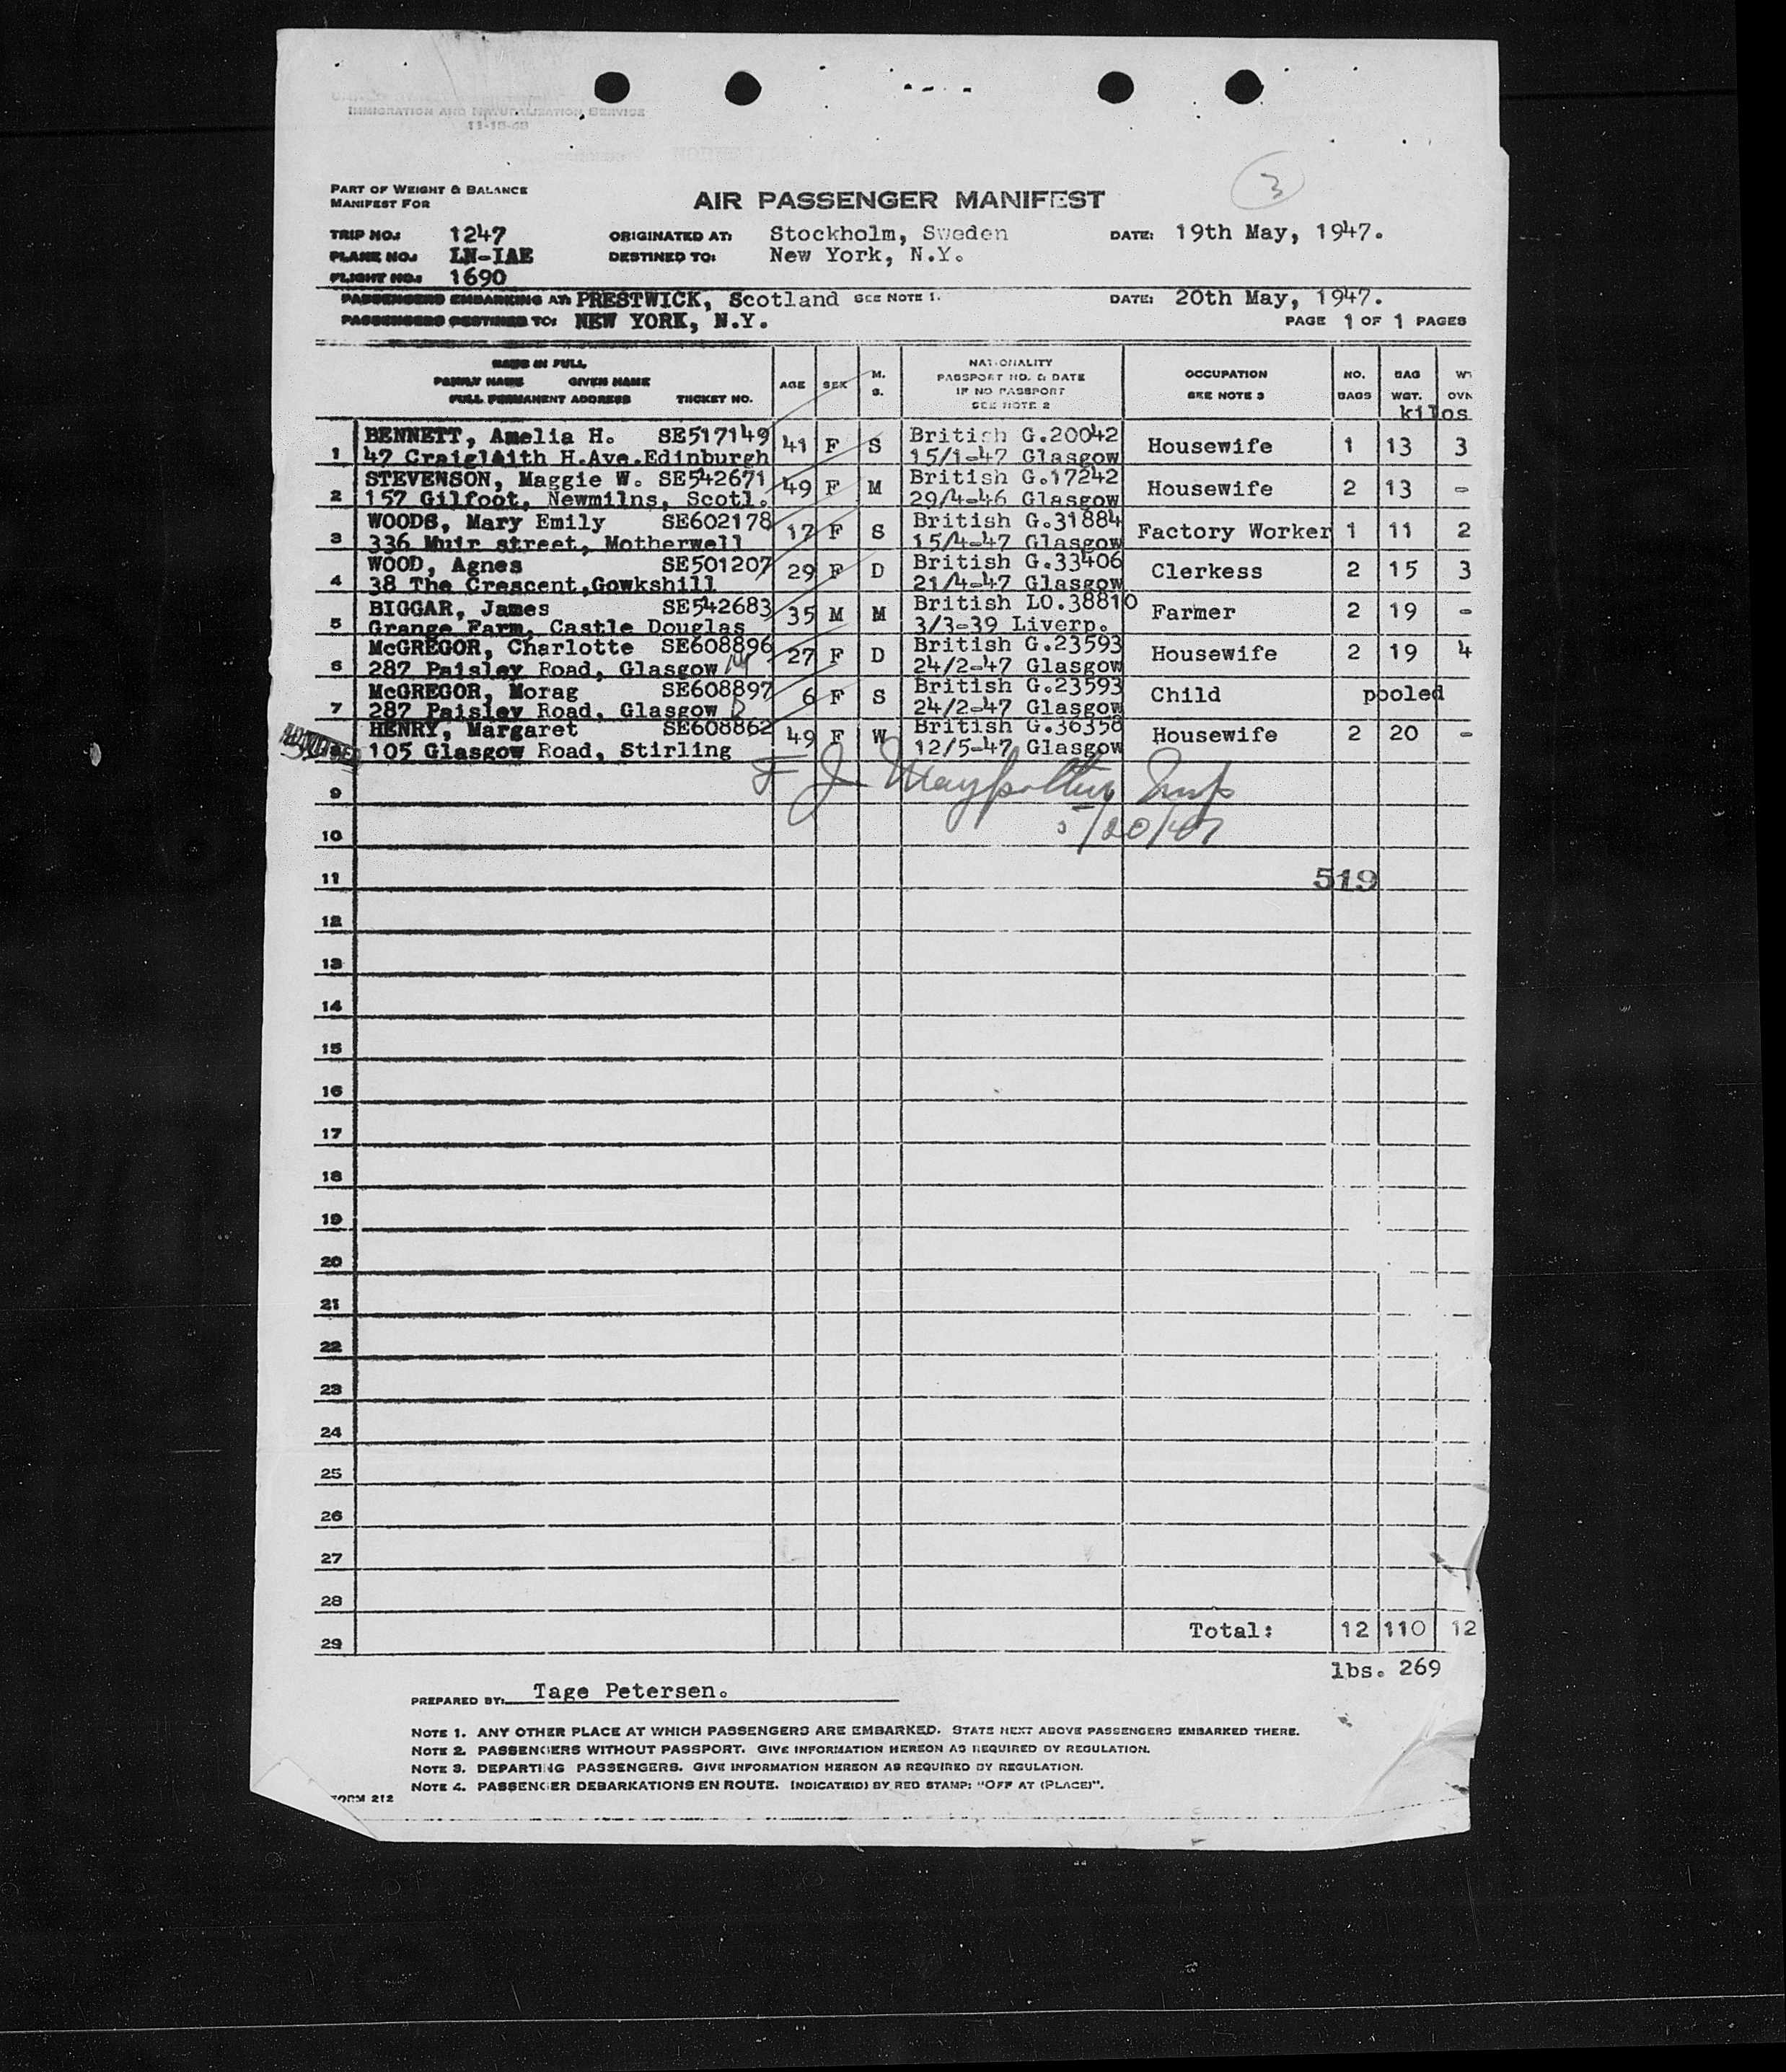 IMMIGRATION AND NATURALIZATION SERVICE
11-18-48
3
PART OF WEIGHT & BALANCE
MANIFEST FOR
AIR PASSENGER MANIFEST
TRIP NO.: 1247 ORIGINATED AT: Stockholm, Sweden DATE: 19th May, 1947.
PLANE NO.: LN-IAE DESTINED TO: New York, N.Y.
FLIGHT NO.: 1690
PASSENGERS EMBARKING AT: PRESTWICK, Scotland SEE NOTE 1. DATE: 20th May, 1947.
PASSENGERS DESTINED TO: NEW YORK, N.Y. PAGE 1 OF 1 PAGES
NAME IN FULL
FAMILY NAME GIVEN NAME
FULL PERMANENT ADDRESS TICKET NO.
AGE SEX M. S.
NATIONALITY
PASSPORT NO. & DATE
IF NO PASSPORT
SEE NOTE 2
OCCUPATION
SEE NOTE 3
NO. BAGS
BAG WGT.
WT OVN
kilos
BENNETT, Amelia H. SE517149 41 F S British G.20042 Housewife 1 13 3
1 47 Craiglaith H.Ave.Edinburgh 15/1-47 Glasgow
STEVENSON, Maggie W. SE542671 49 F M British G.17242 Housewife 2 13 -
2 157 Gilfoot, Newmilns, Scotl. 29/4-46 Glasgow
WOODS, Mary Emily SE602178 17 F S British G.31884 Factory Worker 1 11 2
3 336 Muir street, Motherwell 15/4-47 Glasgow
WOOD, Agnes SE501207 29 F D British G.33406 Clerkess 2 15 3
4 38 The Crescent,Gowkshill 21/4-47 Glasgow
BIGGAR, James SE542683 35 M M British LO.38810 Farmer 2 19 -
5 Grange Farm, Castle Douglas 3/3-39 Liverp.
McGREGOR, Charlotte SE608896 27 F D British G.23593 Housewife 2 19 4
6 287 Paisley Road, Glasgow 24/2-47 Glasgow
McGREGOR, Morag SE608897 6 F S British G.23593 Child pooled
7 287 Paisley Road, Glasgow 24/2-47 Glasgow
HENRY, Margaret SE608862 49 F W British G.36358 Housewife 2 20 -
105 Glasgow Road, Stirling 12/5-47 Glasgow
9
5/20/47
10
11 519
12
13
14
15
16
17
18
19
20
21
22
23
24
25
26
27
28
29 Total: 12 110 12
lbs. 269
PREPARED BY: Tage Petersen.
NOTE 1. ANY OTHER PLACE AT WHICH PASSENGERS ARE EMBARKED. STATE NEXT ABOVE PASSENGERS EMBARKED THERE.
NOTE 2. PASSENGERS WITHOUT PASSPORT. GIVE INFORMATION HEREON AS REQUIRED BY REGULATION.
NOTE 3. DEPARTING PASSENGERS. GIVE INFORMATION HEREON AS REQUIRED BY REGULATION.
NOTE 4. PASSENGER DEBARKATIONS EN ROUTE. INDICATE(D) BY RED STAMP: "OFF AT (PLACE)".
FORM 212